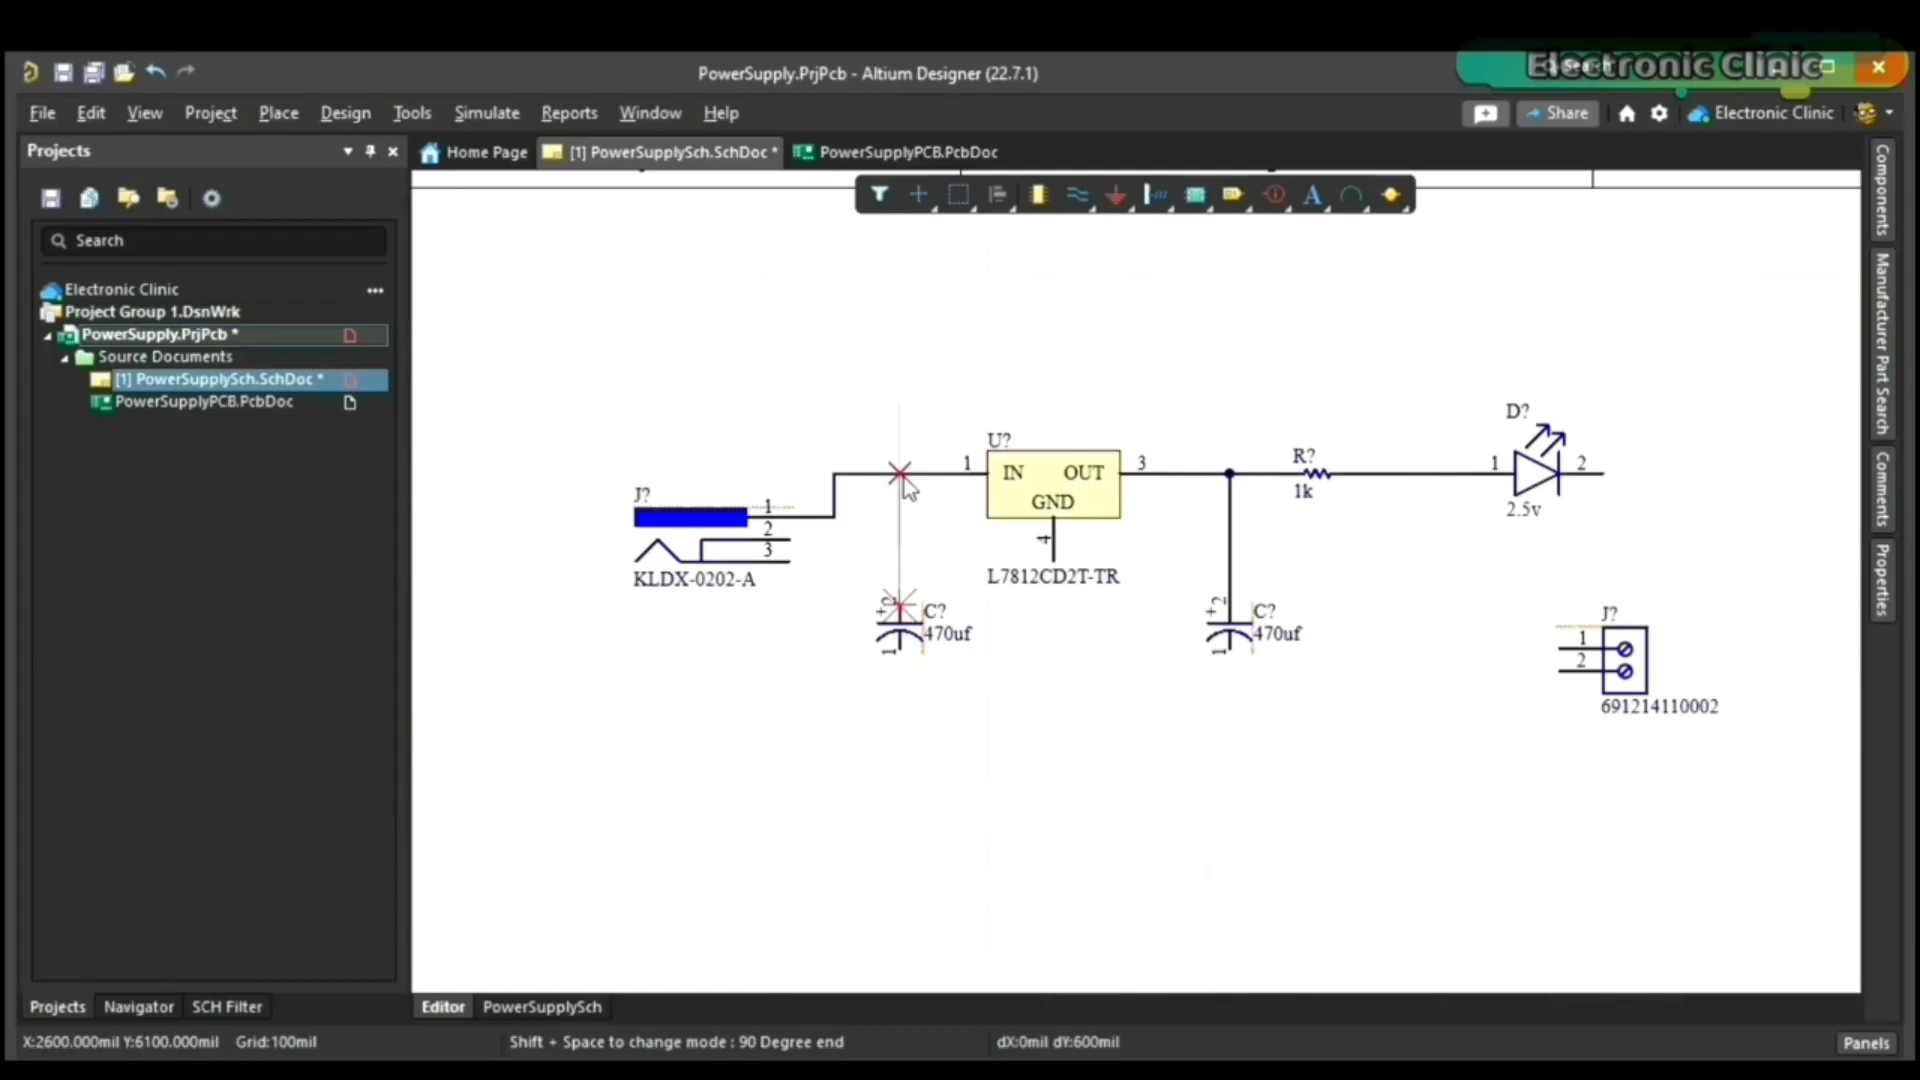 Electronic Clinic
PowerSupply.PrjPcb - Altium Designer (22.7.1)
File Edit View Project Place Design Tools Simulate Reports Window Help
Share
Electronic Clinic
Projects
Home Page
[1] PowerSupplySch.SchDoc *
PowerSupplyPCB.PcbDoc
Search
Electronic Clinic
Project Group 1.DsnWrk
PowerSupply.PrjPcb *
Source Documents
[1] PowerSupplySch.SchDoc *
PowerSupplyPCB.PcbDoc
Components
Manufacturer Part Search
Comments
Properties
D?
U?
1 IN OUT 3
GND
4
L7812CD2T-TR
R?
1k
1 2
2.5v
J?
1
2
3
KLDX-0202-A
+ 2 C?
470uf
1
+ 2 C?
470uf
1
J?
1
2
691214110002
Projects Navigator SCH Filter
Editor PowerSupplySch
X:2600.000mil Y:6100.000mil Grid:100mil
Shift + Space to change mode : 90 Degree end
dX:0mil dY:600mil
Panels